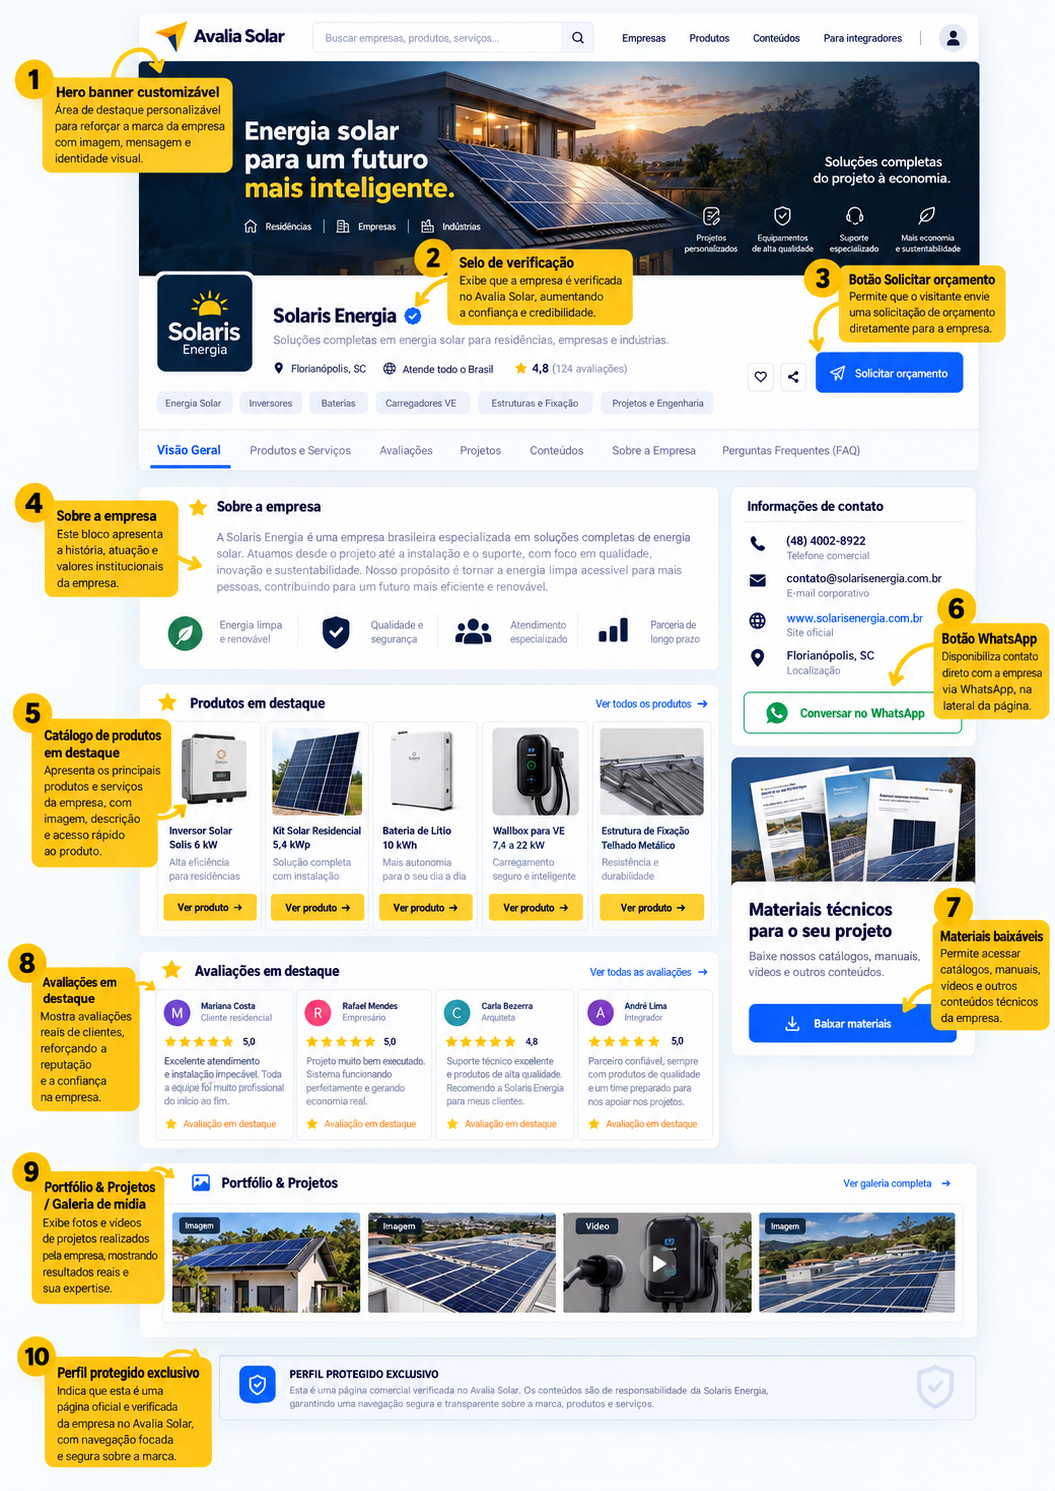 Avalia Solar
Buscar empresas, produtos, serviços...
Empresas
Produtos
Conteúdos
Para integradores
1
Hero banner customizável
Área de destaque personalizável
para reforçar a marca da empresa
com imagem, mensagem e
identidade visual.
Energia solar
para um futuro
mais inteligente.
Residências
Empresas
Indústrias
Soluções completas
do projeto à economia.
Projetos
personalizados
Equipamentos
de alta qualidade
Suporte
especializado
Mais economia
e sustentabilidade
2
Selo de verificação
Exibe que a empresa é verificada
no Avalia Solar, aumentando
a confiança e credibilidade.
3
Botão Solicitar orçamento
Permite que o visitante envie
uma solicitação de orçamento
diretamente para a empresa.
Solaris
Energia
Solaris Energia
Soluções completas em energia solar para residências, empresas e indústrias.
Florianópolis, SC
Atende todo o Brasil
4,8 (124 avaliações)
Solicitar orçamento
Energia Solar
Inversores
Baterias
Carregadores VE
Estruturas e Fixação
Projetos e Engenharia
Visão Geral
Produtos e Serviços
Avaliações
Projetos
Conteúdos
Sobre a Empresa
Perguntas Frequentes (FAQ)
4
Sobre a empresa
Este bloco apresenta
a história, atuação e
valores institucionais
da empresa.
Sobre a empresa
A Solaris Energia é uma empresa brasileira especializada em soluções completas de energia
solar. Atuamos desde o projeto até a instalação e o suporte, com foco em qualidade,
inovação e sustentabilidade. Nosso propósito é tornar a energia limpa acessível para mais
pessoas, contribuindo para um futuro mais eficiente e renovável.
Energia limpa
e renovável
Qualidade e
segurança
Atendimento
especializado
Parceria de
longo prazo
Informações de contato
(48) 4002-8922
Telefone comercial
contato@solarisenergia.com.br
E-mail corporativo
www.solarisenergia.com.br
Site oficial
Florianópolis, SC
Localização
Conversar no WhatsApp
6
Botão WhatsApp
Disponibiliza contato
direto com a empresa
via WhatsApp, na
lateral da página.
5
Catálogo de produtos
em destaque
Apresenta os principais
produtos e serviços
da empresa, com
imagem, descrição
e acesso rápido
ao produto.
Produtos em destaque
Ver todos os produtos
Inversor Solar
Solis 6 kW
Alta eficiência
para residências
Ver produto
Kit Solar Residencial
5,4 kWp
Solução completa
com instalação
Ver produto
Bateria de Lítio
10 kWh
Mais autonomia
para o seu dia a dia
Ver produto
Wallbox para VE
7,4 a 22 kW
Carregamento
seguro e inteligente
Ver produto
Estrutura de Fixação
Telhado Metálico
Resistência e
durabilidade
Ver produto
Materiais técnicos
para o seu projeto
Baixe nossos catálogos, manuais,
vídeos e outros conteúdos.
Baixar materiais
7
Materiais baixáveis
Permite acessar
catálogos, manuais,
vídeos e outros
conteúdos técnicos
da empresa.
8
Avaliações em
destaque
Mostra avaliações
reais de clientes,
reforçando a
reputação
e a confiança
na empresa.
Avaliações em destaque
Ver todas as avaliações
M
Mariana Costa
Cliente residencial
5,0
Excelente atendimento
e instalação impecável. Toda
a equipe foi muito profissional
do início ao fim.
Avaliação em destaque
R
Rafael Mendes
Empresário
5,0
Projeto muito bem executado.
Sistema funcionando
perfeitamente e gerando
economia real.
Avaliação em destaque
C
Carla Bezerra
Arquiteta
4,8
Suporte técnico excelente
e produtos de alta qualidade.
Recomendo a Solaris Energia
para meus clientes.
Avaliação em destaque
A
André Lima
Integrador
5,0
Parceiro confiável, sempre
com produtos de qualidade
e um time preparado para
nos apoiar nos projetos.
Avaliação em destaque
9
Portfólio & Projetos
/ Galeria de mídia
Exibe fotos e vídeos
de projetos realizados
pela empresa, mostrando
resultados reais e
sua expertise.
Portfólio & Projetos
Ver galeria completa
Imagem
Imagem
Vídeo
Imagem
10
Perfil protegido exclusivo
Indica que esta é uma
página oficial e verificada
da empresa no Avalia Solar,
com navegação focada
e segura sobre a marca.
PERFIL PROTEGIDO EXCLUSIVO
Esta é uma página comercial verificada no Avalia Solar. Os conteúdos são de responsabilidade da Solaris Energia,
garantindo uma navegação segura e transparente sobre a marca, produtos e serviços.